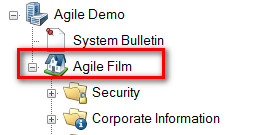 Agile Demo
System Bulletin
Agile Film
Security
Corporate Information